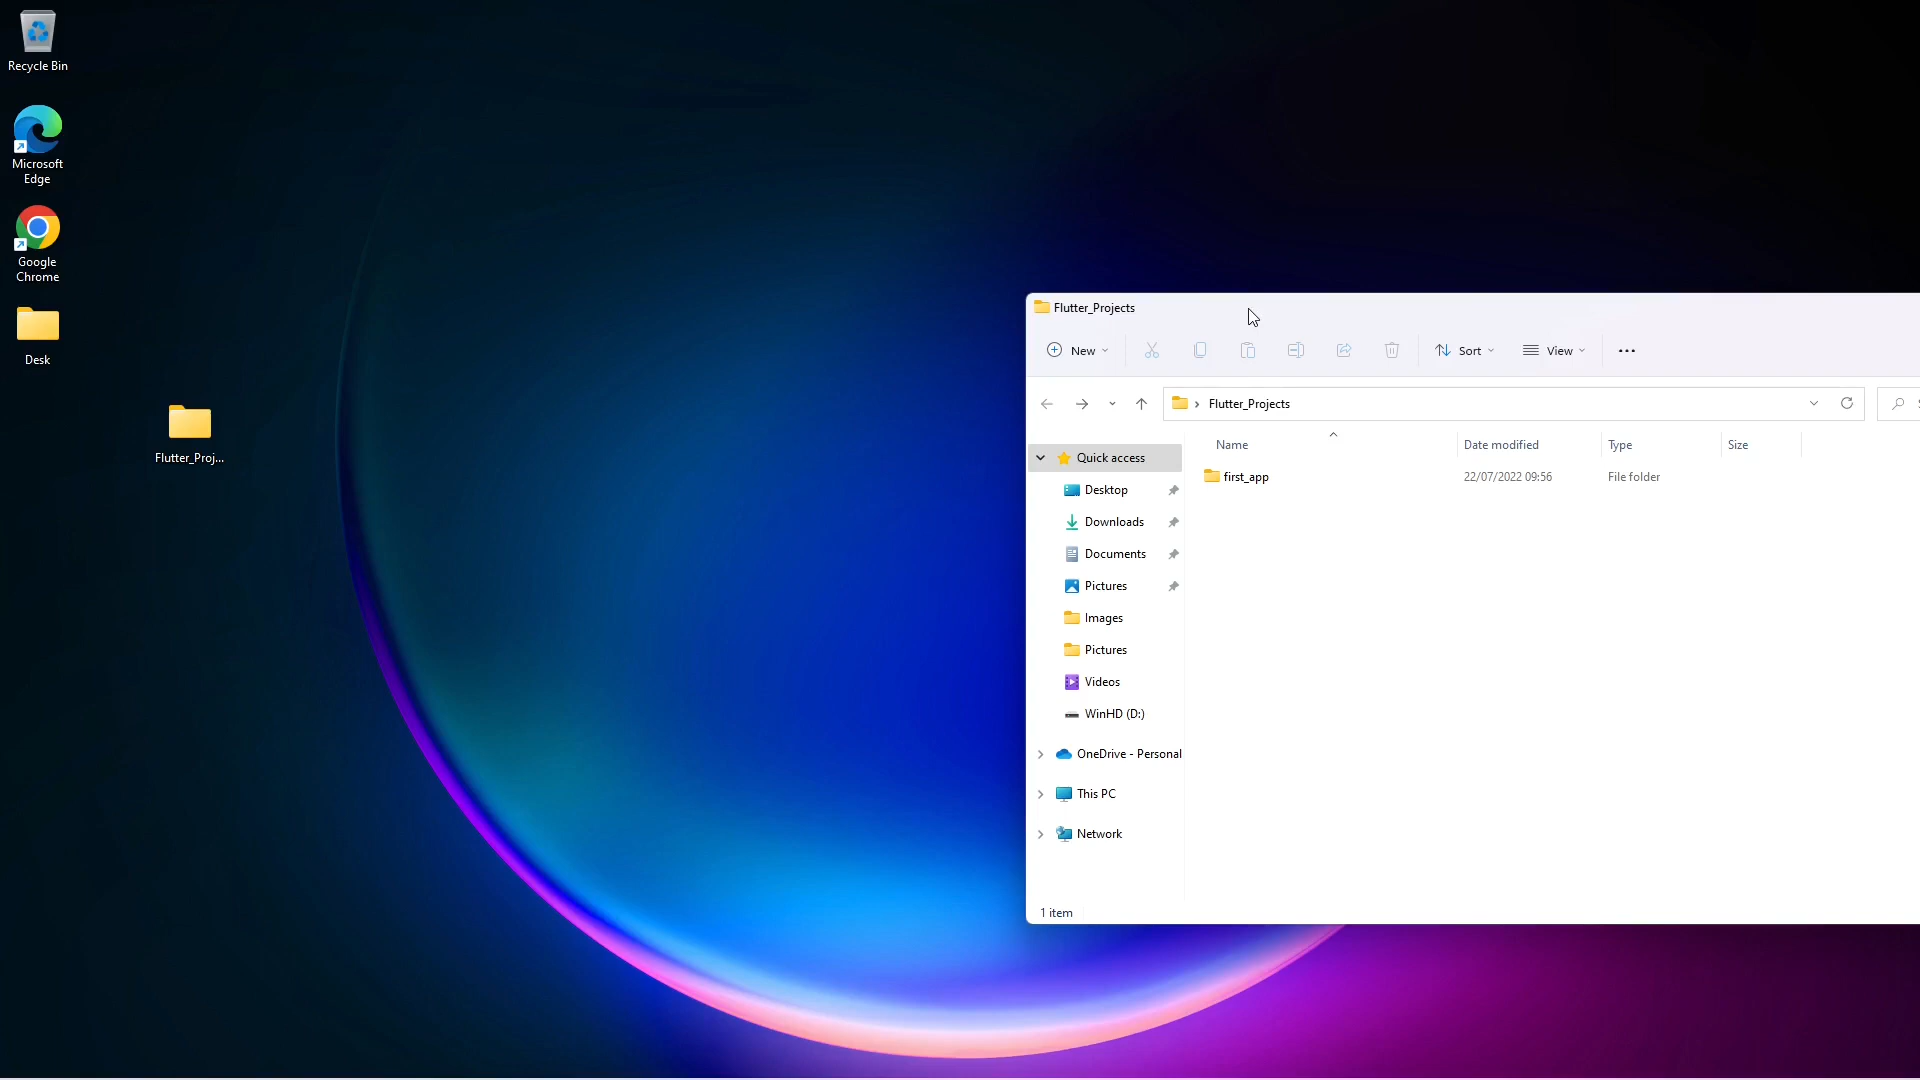 Recycle Bin
Microsoft
Edge
Google
Chrome
Desk
Flutter_Proj...
Flutter_Projects
New
Sort
View
Flutter_Projects
Name
Date modified
Type
Size
first_app
22/07/2022 09:56
File folder
Quick access
Desktop
Downloads
Documents
Pictures
Images
Pictures
Videos
WinHD (D:)
OneDrive - Personal
This PC
Network
1 item